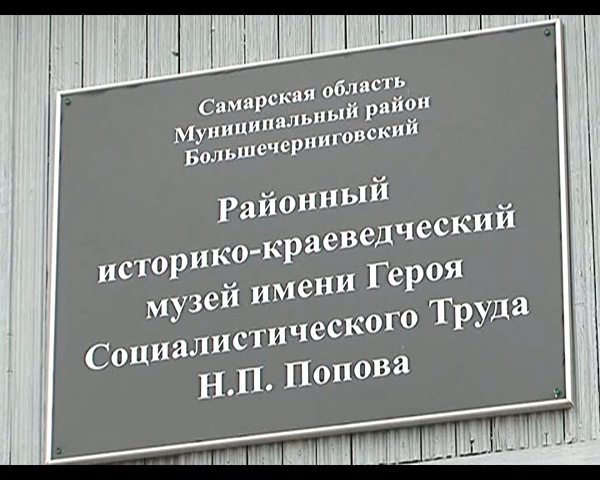 Самарская область
Муниципальный район
Большечерниговский
Районный
историко-краеведческий
музей имени Героя
Социалистического Труда
Н.П. Попова